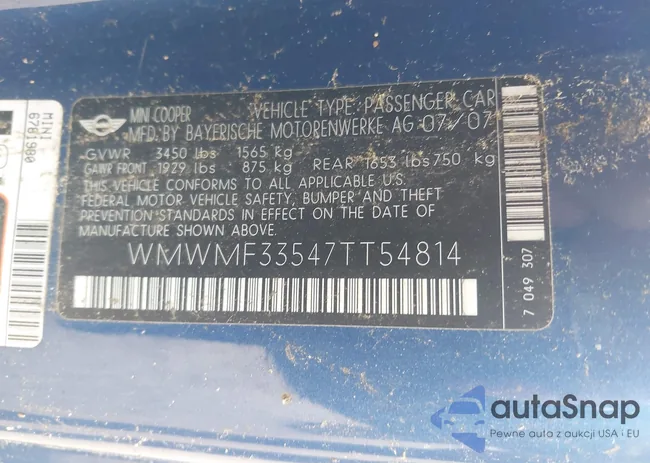 MINI COOPER VEHICLE TYPE: PASSENGER CAR
MFD. BY BAYERISCHE MOTORENWERKE AG 07/07
GVWR 3450 lbs 1565 kg
GAWR FRONT 1929 lbs 875 kg REAR 1653 lbs 750 kg
THIS VEHICLE CONFORMS TO ALL APPLICABLE U.S.
FEDERAL MOTOR VEHICLE SAFETY, BUMPER AND THEFT
PREVENTION STANDARDS IN EFFECT ON THE DATE OF
MANUFACTURE SHOWN ABOVE.
WMWMF33547TT54814
7 049 307
MINI
6781900
autoSnap
Pewne auta z aukcji USA i EU